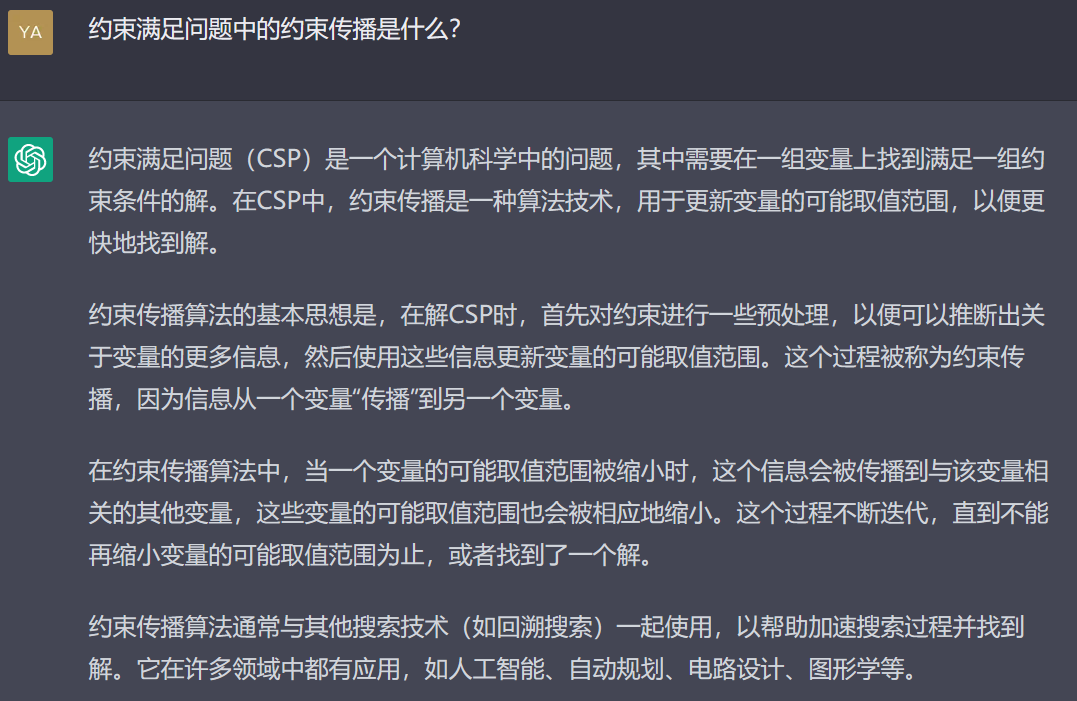 YA
约束满足问题中的约束传播是什么？
约束满足问题（CSP）是一个计算机科学中的问题，其中需要在一组变量上找到满足一组约
束条件的解。在CSP中，约束传播是一种算法技术，用于更新变量的可能取值范围，以便更
快地找到解。
约束传播算法的基本思想是，在解CSP时，首先对约束进行一些预处理，以便可以推断出关
于变量的更多信息，然后使用这些信息更新变量的可能取值范围。这个过程被称为约束传
播，因为信息从一个变量“传播”到另一个变量。
在约束传播算法中，当一个变量的可能取值范围被缩小时，这个信息会被传播到与该变量相
关的其他变量，这些变量的可能取值范围也会被相应地缩小。这个过程不断迭代，直到不能
再缩小变量的可能取值范围为止，或者找到了一个解。
约束传播算法通常与其他搜索技术（如回溯搜索）一起使用，以帮助加速搜索过程并找到
解。它在许多领域中都有应用，如人工智能、自动规划、电路设计、图形学等。